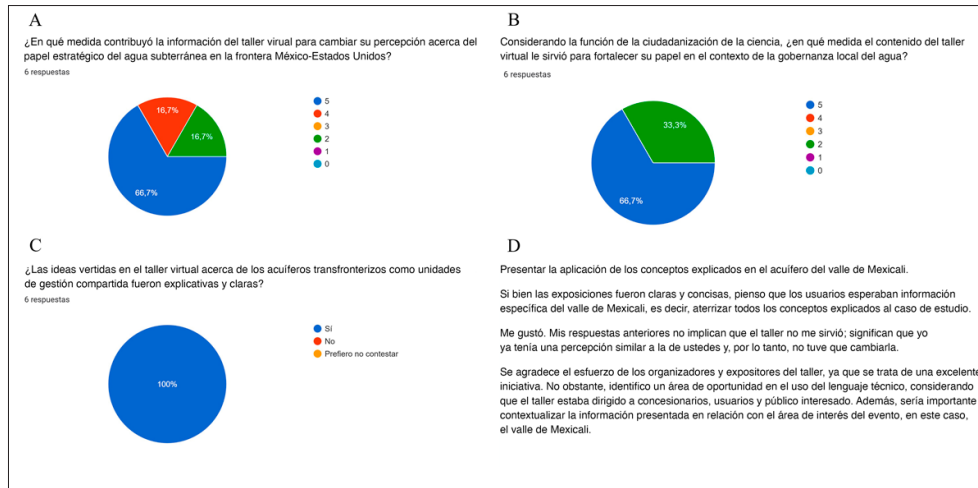 A
¿En qué medida contribuyó la información del taller virual para cambiar su percepción acerca del
papel estratégico del agua subterránea en la frontera México-Estados Unidos?
6 respuestas
16,7%
16,7%
66,7%
5
4
3
2
1
0
B
Considerando la función de la ciudadanización de la ciencia, ¿en qué medida el contenido del taller
virtual le sirvió para fortalecer su papel en el contexto de la gobernanza local del agua?
6 respuestas
33,3%
66,7%
5
4
3
2
1
0
C
¿Las ideas vertidas en el taller virtual acerca de los acuíferos transfronterizos como unidades
de gestión compartida fueron explicativas y claras?
6 respuestas
100%
Sí
No
Prefiero no contestar
D
Presentar la aplicación de los conceptos explicados en el acuífero del valle de Mexicali.
Si bien las exposiciones fueron claras y concisas, pienso que los usuarios esperaban información
específica del valle de Mexicali, es decir, aterrizar todos los conceptos explicados al caso de estudio.
Me gustó. Mis respuestas anteriores no implican que el taller no me sirvió; significan que yo
ya tenía una percepción similar a la de ustedes y, por lo tanto, no tuve que cambiarla.
Se agradece el esfuerzo de los organizadores y expositores del taller, ya que se trata de una excelente
iniciativa. No obstante, identifico un área de oportunidad en el uso del lenguaje técnico, considerando
que el taller estaba dirigido a concesionarios, usuarios y público interesado. Además, sería importante
contextualizar la información presentada en relación con el área de interés del evento, en este caso,
el valle de Mexicali.